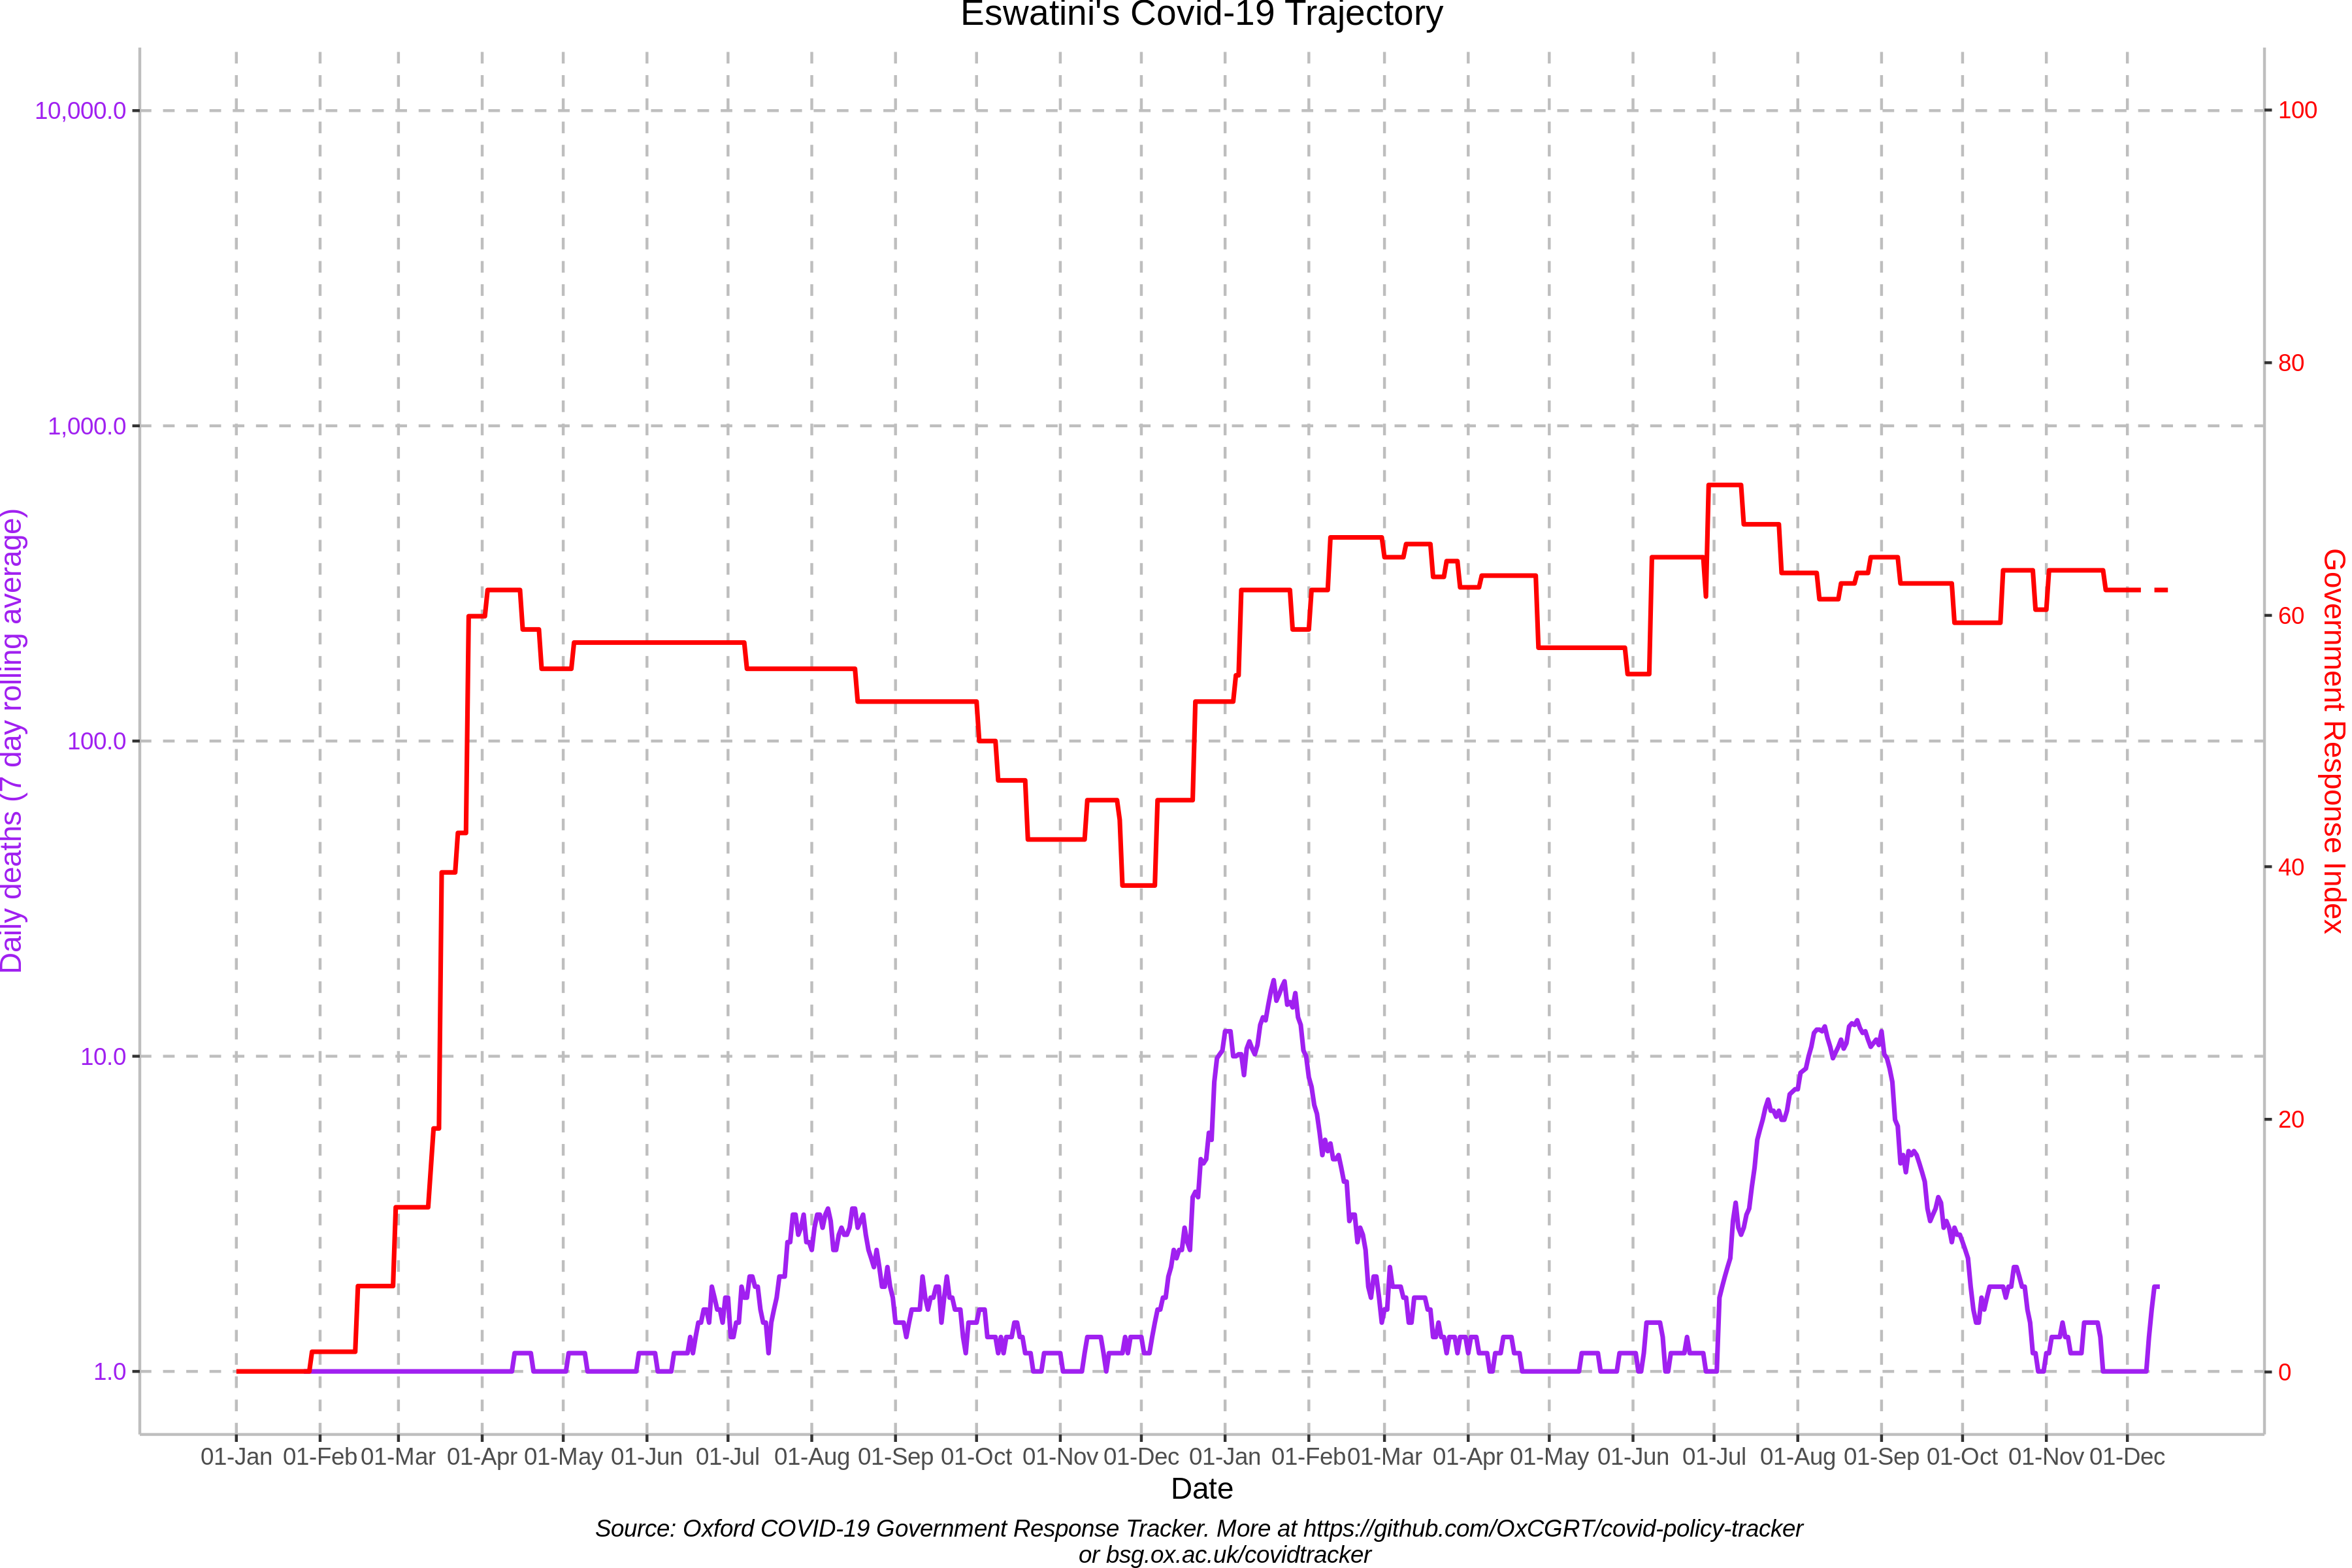 Eswatini's Covid-19 Trajectory
10,000.0
1,000.0
100.0
10.0
1.0
Daily deaths (7 day rolling average)
100
80
60
40
20
0
Government Response Index
01-Jan 01-Feb 01-Mar 01-Apr 01-May 01-Jun 01-Jul 01-Aug 01-Sep 01-Oct 01-Nov 01-Dec 01-Jan 01-Feb 01-Mar 01-Apr 01-May 01-Jun 01-Jul 01-Aug 01-Sep 01-Oct 01-Nov 01-Dec
Date
Source: Oxford COVID-19 Government Response Tracker. More at https://github.com/OxCGRT/covid-policy-tracker
or bsg.ox.ac.uk/covidtracker